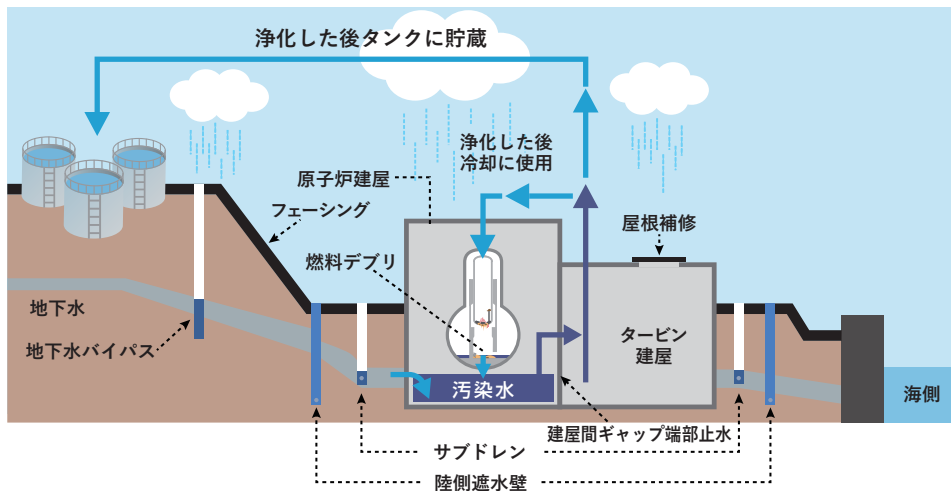 浄化した後タンクに貯蔵
浄化した後
冷却に使用
原子炉建屋
フェーシング
屋根補修
燃料デブリ
地下水
地下水バイパス
タービン
建屋
汚染水
海側
建屋間ギャップ端部止水
サブドレン
陸側遮水壁